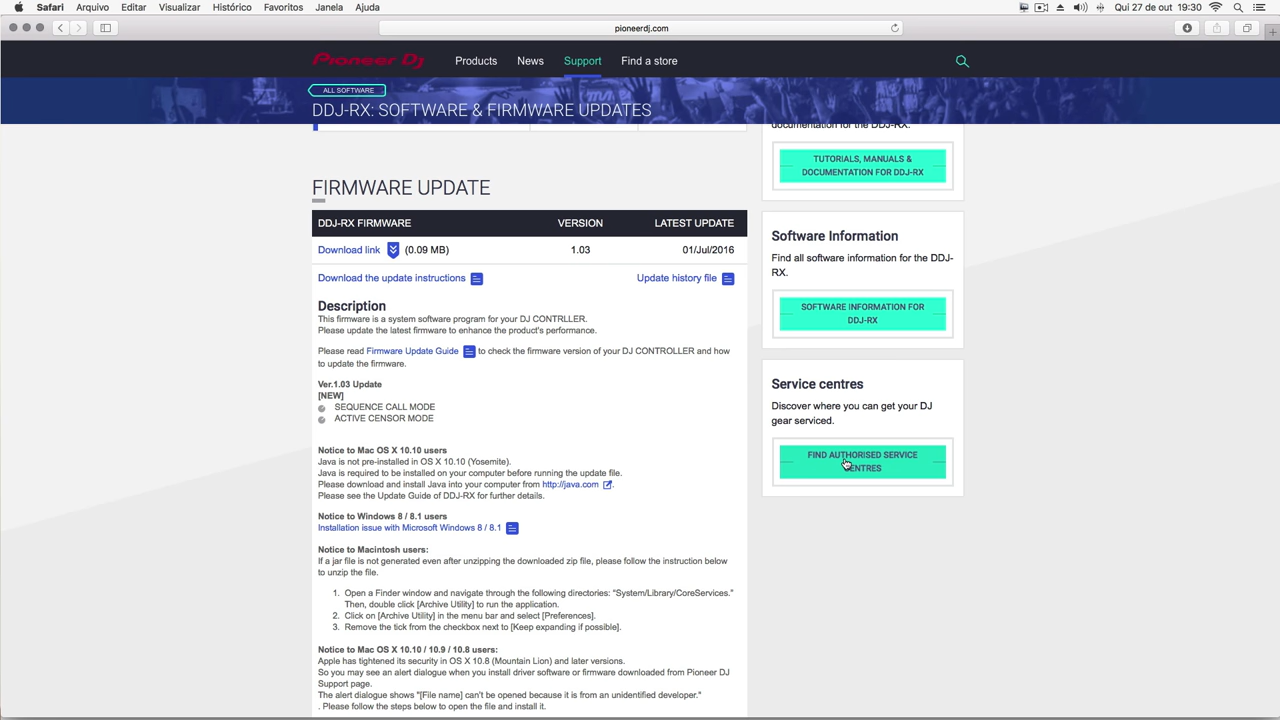 Safari Arquivo Editar Visualizar Histórico Favoritos Janela Ajuda Qui 27 de out 19:30
pioneerdj.com
Pioneer Dj Products News Support Find a store
ALL SOFTWARE
DDJ-RX: SOFTWARE & FIRMWARE UPDATES
FIRMWARE UPDATE
DDJ-RX FIRMWARE VERSION LATEST UPDATE
Download link (0.09 MB) 1.03 01/Jul/2016
Download the update instructions Update history file
Description
This firmware is a system software program for your DJ CONTRLLER.
Please update the latest firmware to enhance the product's performance.
Please read Firmware Update Guide to check the firmware version of your DJ CONTROLLER and how
to update the firmware.
Ver.1.03 Update
[NEW]
SEQUENCE CALL MODE
ACTIVE CENSOR MODE
Notice to Mac OS X 10.10 users
Java is not pre-installed in OS X 10.10 (Yosemite).
Java is required to be installed on your computer before running the update file.
Please download and install Java into your computer from http://java.com .
Please see the Update Guide of DDJ-RX for further details.
Notice to Windows 8 / 8.1 users
Installation issue with Microsoft Windows 8 / 8.1
Notice to Macintosh users:
If a jar file is not generated even after unzipping the downloaded zip file, please follow the instruction below
to unzip the file.
1. Open a Finder window and navigate through the following directories: "System/Library/CoreServices."
Then, double click [Archive Utility] to run the application.
2. Click on [Archive Utility] in the menu bar and select [Preferences].
3. Remove the tick from the checkbox next to [Keep expanding if possible].
Notice to Mac OS X 10.10 / 10.9 / 10.8 users:
Apple has tightened its security in OS X 10.8 (Mountain Lion) and later versions.
So you may see an alert dialogue when you install driver software or firmware downloaded from Pioneer DJ
Support page.
The alert dialogue shows "[File name] can't be opened because it is from an unidentified developer."
. Please follow the steps below to open the file and install it.
documentation for the DDJ-RX.
TUTORIALS, MANUALS &
DOCUMENTATION FOR DDJ-RX
Software Information
Find all software information for the DDJ-
RX.
SOFTWARE INFORMATION FOR
DDJ-RX
Service centres
Discover where you can get your DJ
gear serviced.
FIND AUTHORISED SERVICE
CENTRES